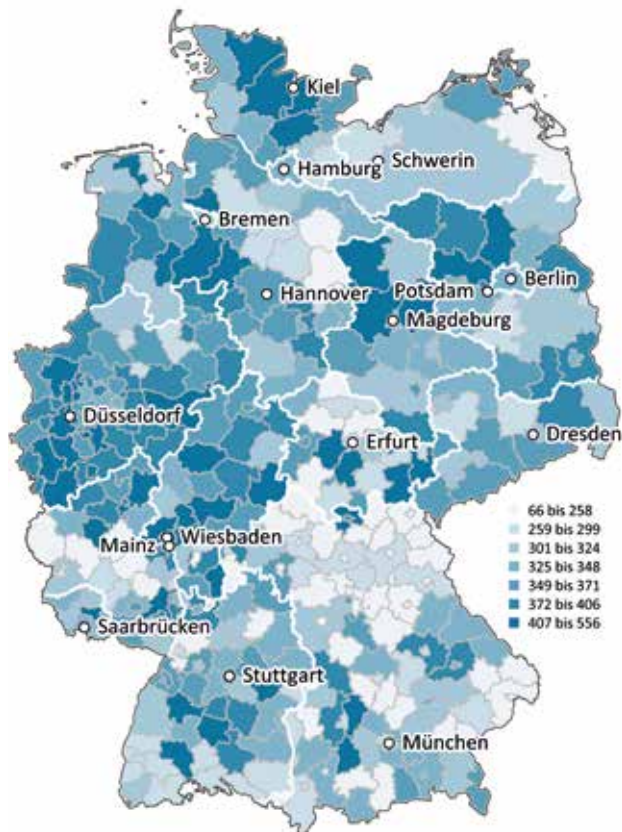 Kiel
Schwerin
Hamburg
Bremen
Berlin
Hannover
Potsdam
Magdeburg
Düsseldorf
Erfurt
Dresden
66 bis 258
259 bis 299
301 bis 324
325 bis 348
349 bis 371
372 bis 406
407 bis 556
Wiesbaden
Mainz
Saarbrücken
Stuttgart
München